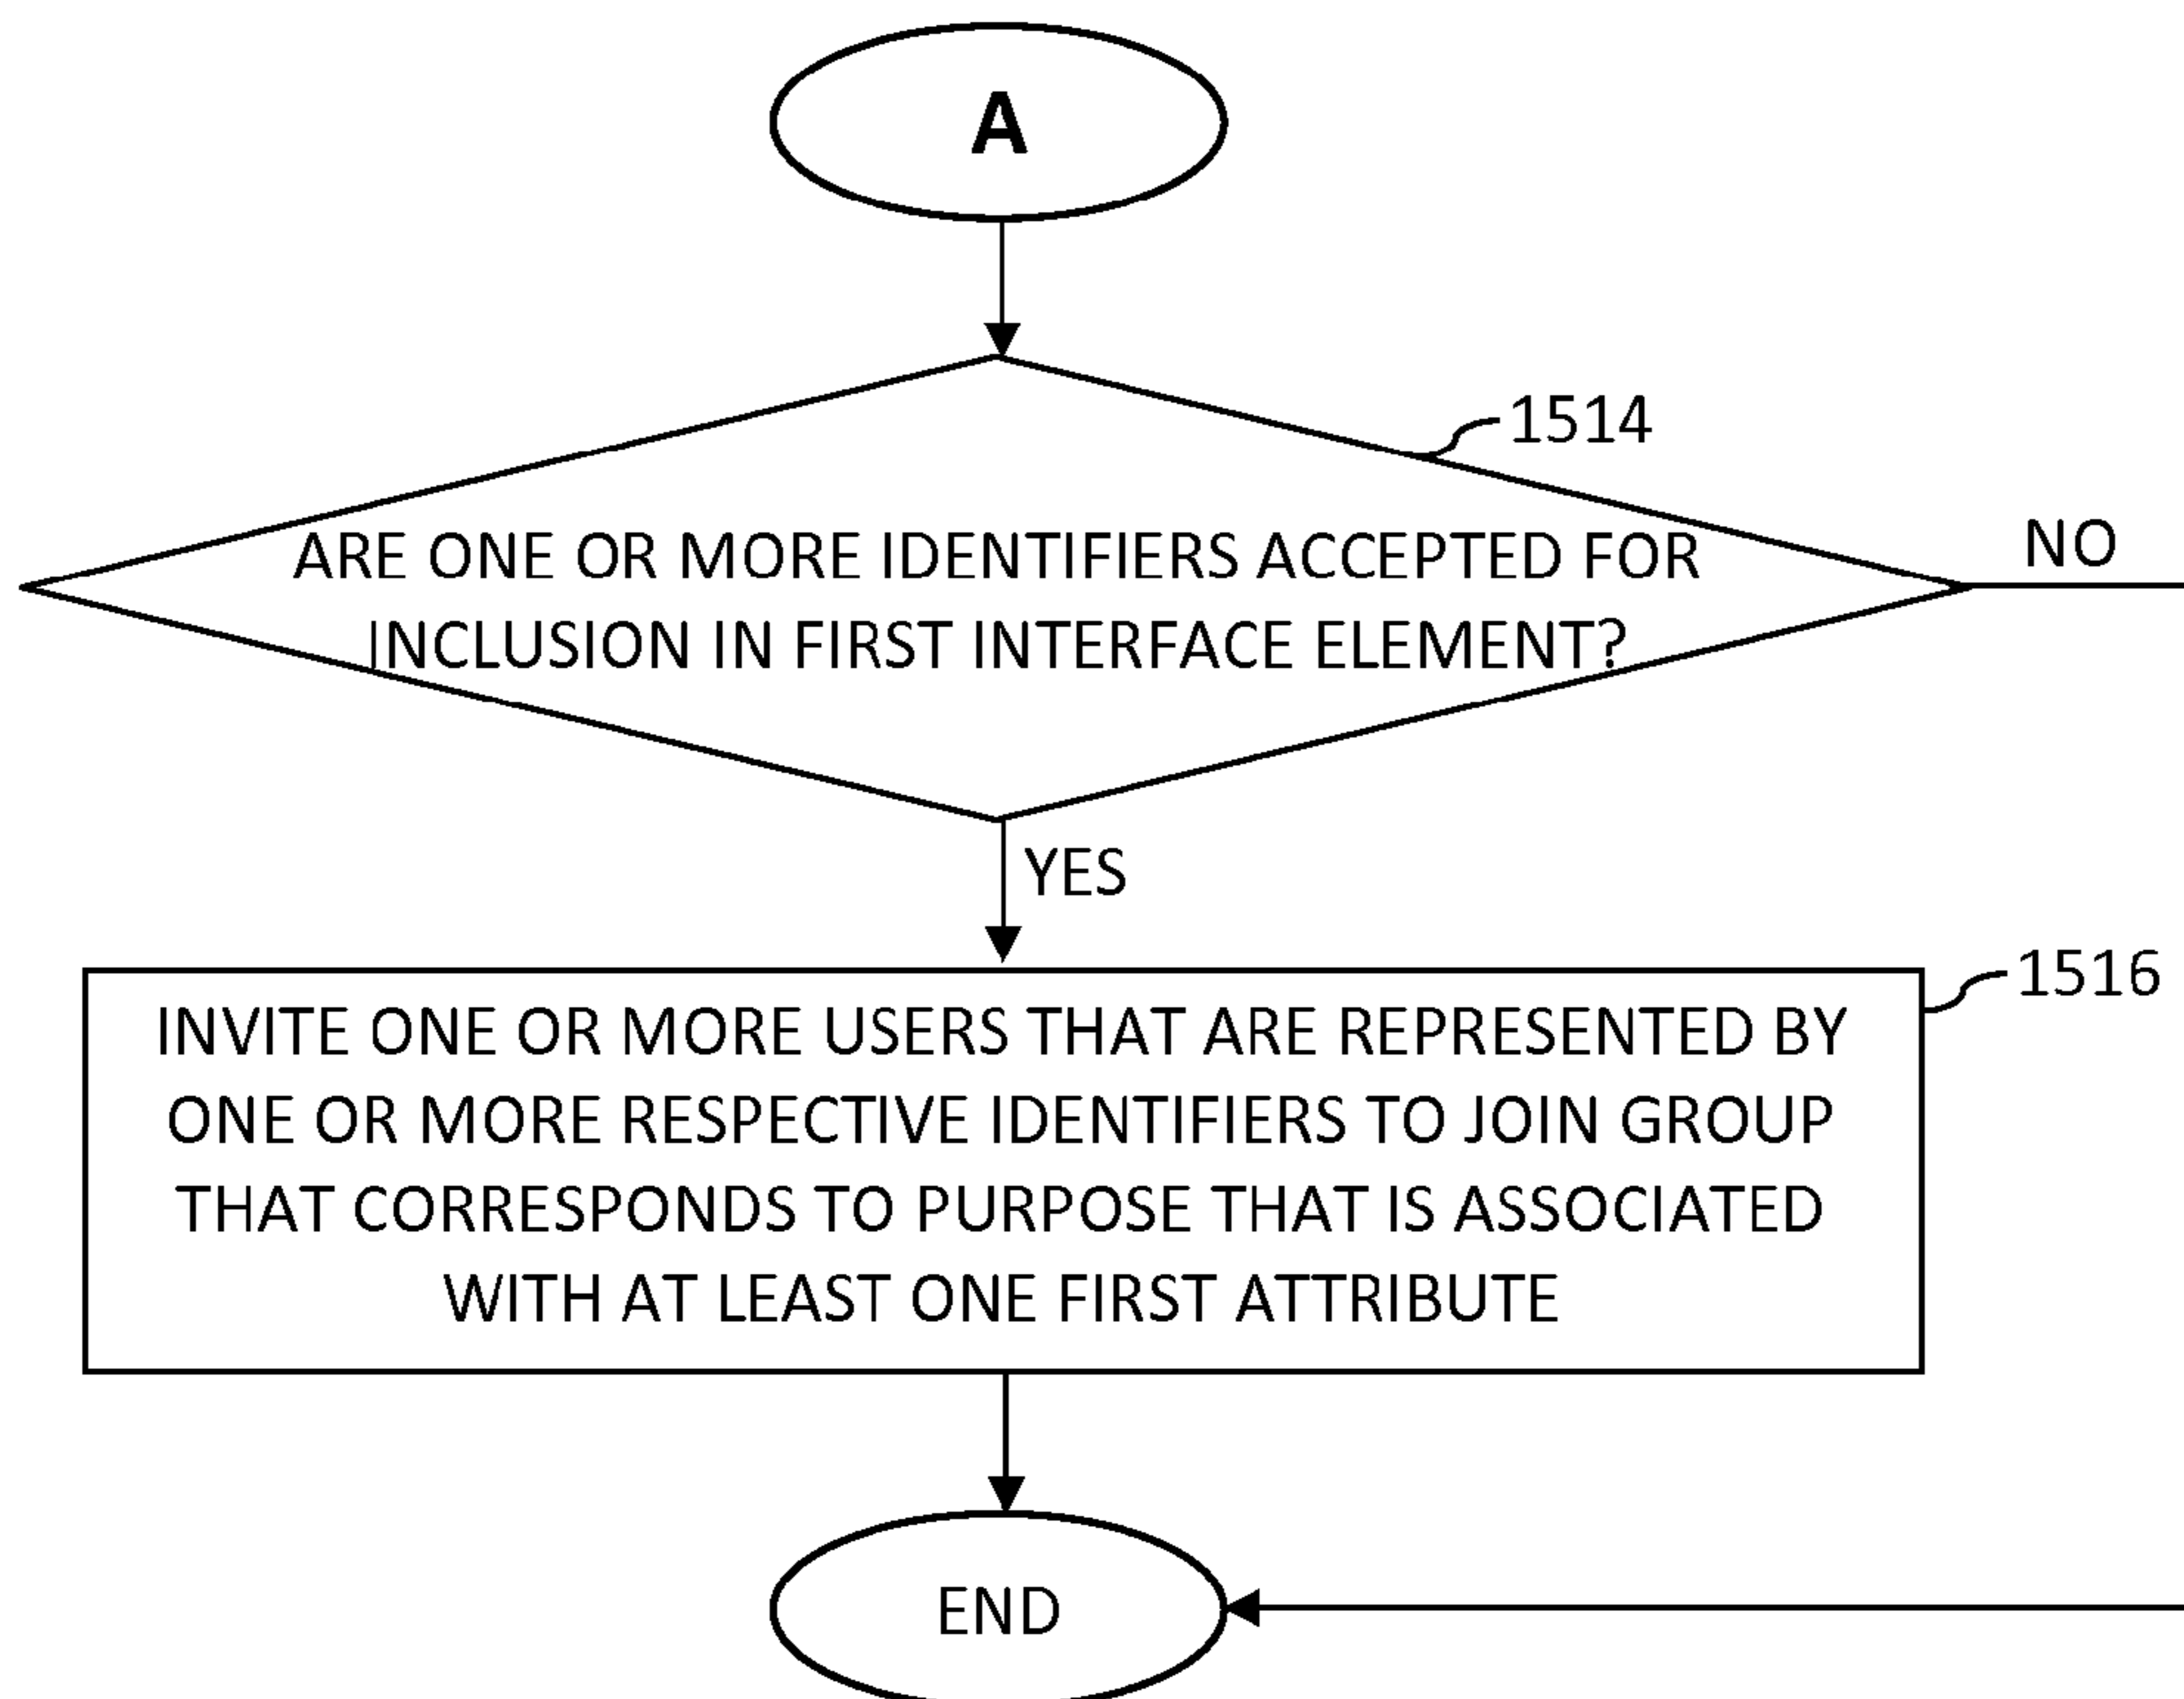 A
1514
ARE ONE OR MORE IDENTIFIERS ACCEPTED FOR
INCLUSION IN FIRST INTERFACE ELEMENT?
NO
YES
1516
INVITE ONE OR MORE USERS THAT ARE REPRESENTED BY
ONE OR MORE RESPECTIVE IDENTIFIERS TO JOIN GROUP
THAT CORRESPONDS TO PURPOSE THAT IS ASSOCIATED
WITH AT LEAST ONE FIRST ATTRIBUTE
END